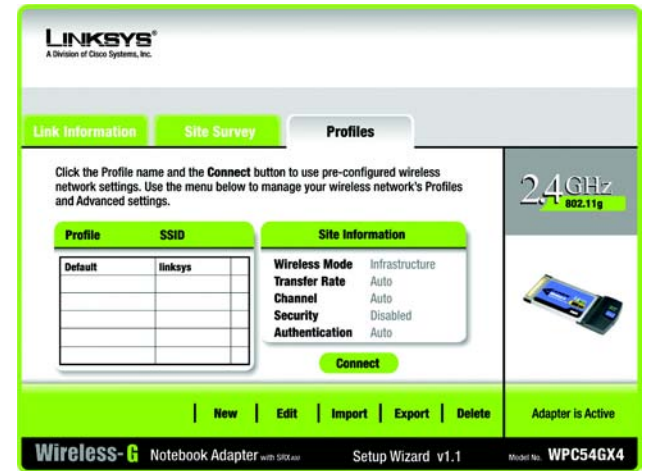 LINKSYS®
A Division of Cisco Systems, Inc.
Link Information
Site Survey
Profiles
Click the Profile name and the Connect button to use pre-configured wireless
network settings. Use the menu below to manage your wireless network's Profiles
and Advanced settings.
2.4GHz
802.11g
Profile SSID
Default linksys
Site Information
Wireless Mode Infrastructure
Transfer Rate Auto
Channel Auto
Security Disabled
Authentication Auto
Connect
New | Edit | Import | Export | Delete
Adapter is Active
Wireless-G Notebook Adapter with SRX400 Setup Wizard v1.1 Model No. WPC54GX4